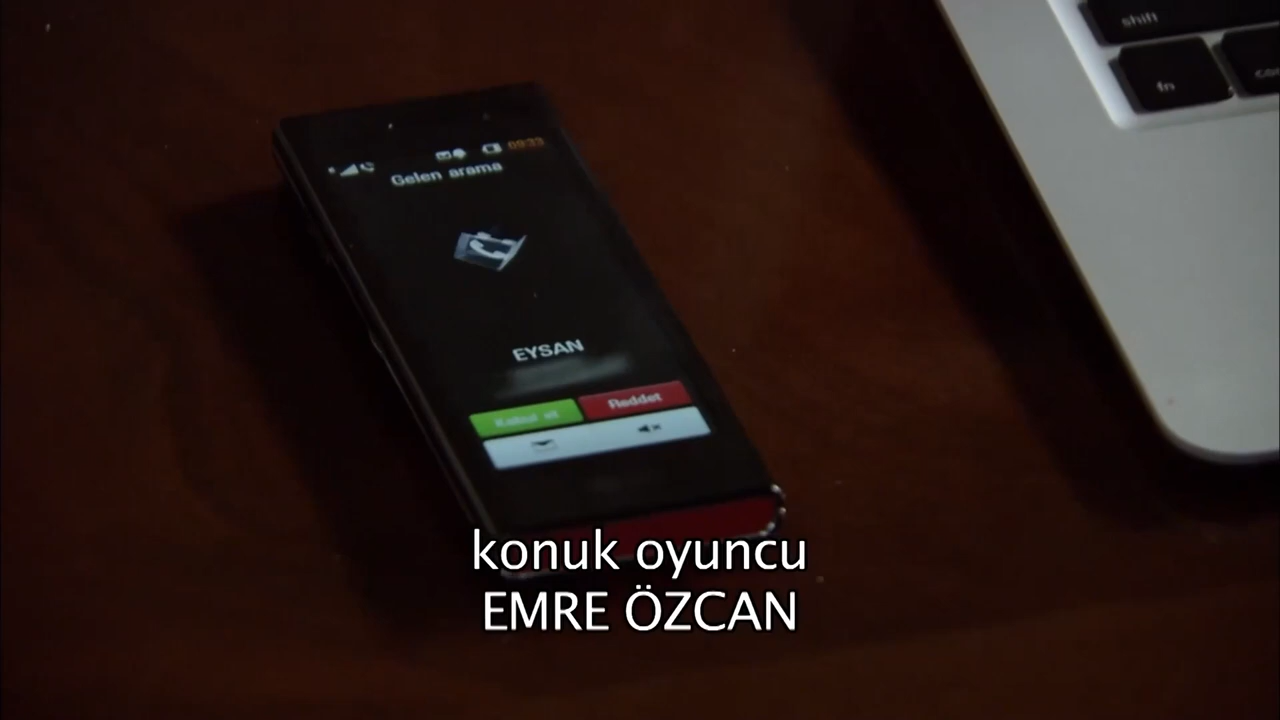 shift
fn
09:33
Gelen arama
EYSAN
Kabul et
Reddet
konuk oyuncu
EMRE ÖZCAN